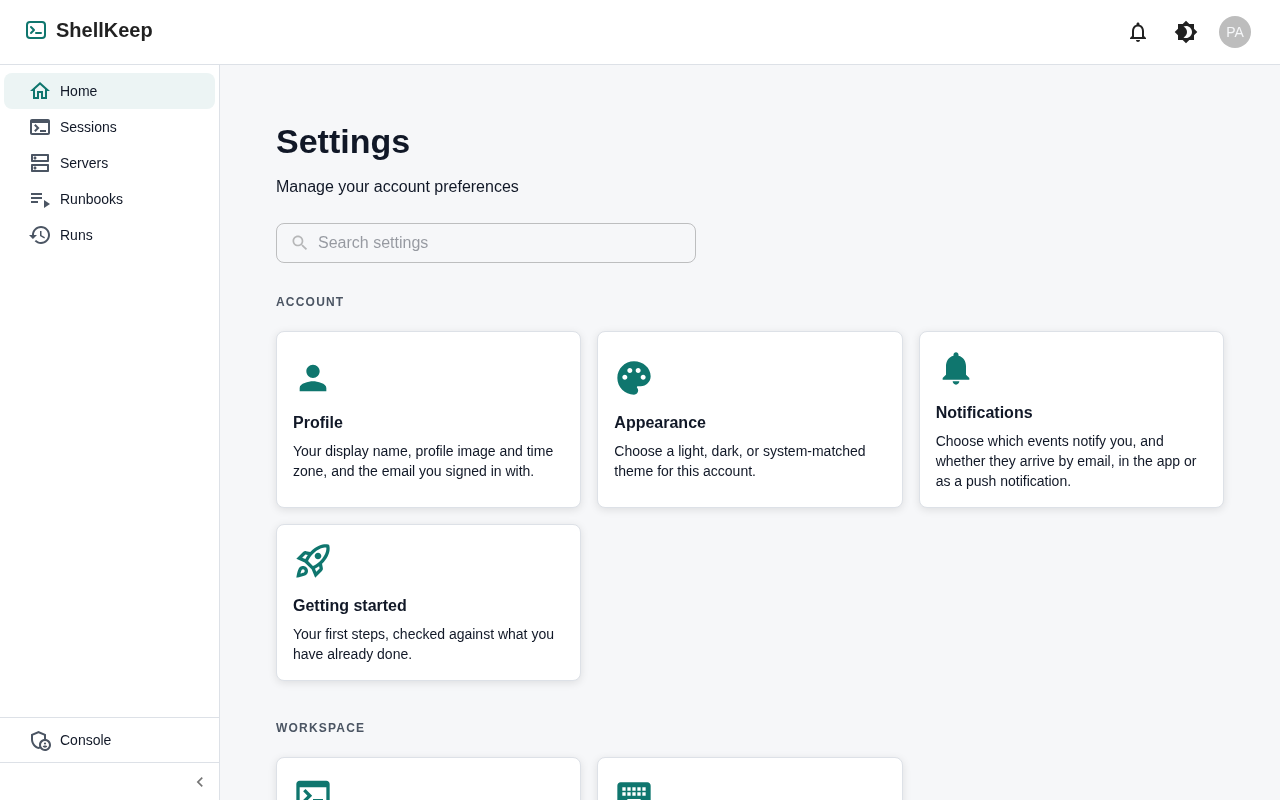 ShellKeep
PA
Home
Sessions
Servers
Runbooks
Runs
Console
Settings
Manage your account preferences
Search settings
ACCOUNT
Profile
Your display name, profile image and time
zone, and the email you signed in with.
Appearance
Choose a light, dark, or system-matched
theme for this account.
Notifications
Choose which events notify you, and
whether they arrive by email, in the app or
as a push notification.
Getting started
Your first steps, checked against what you
have already done.
WORKSPACE